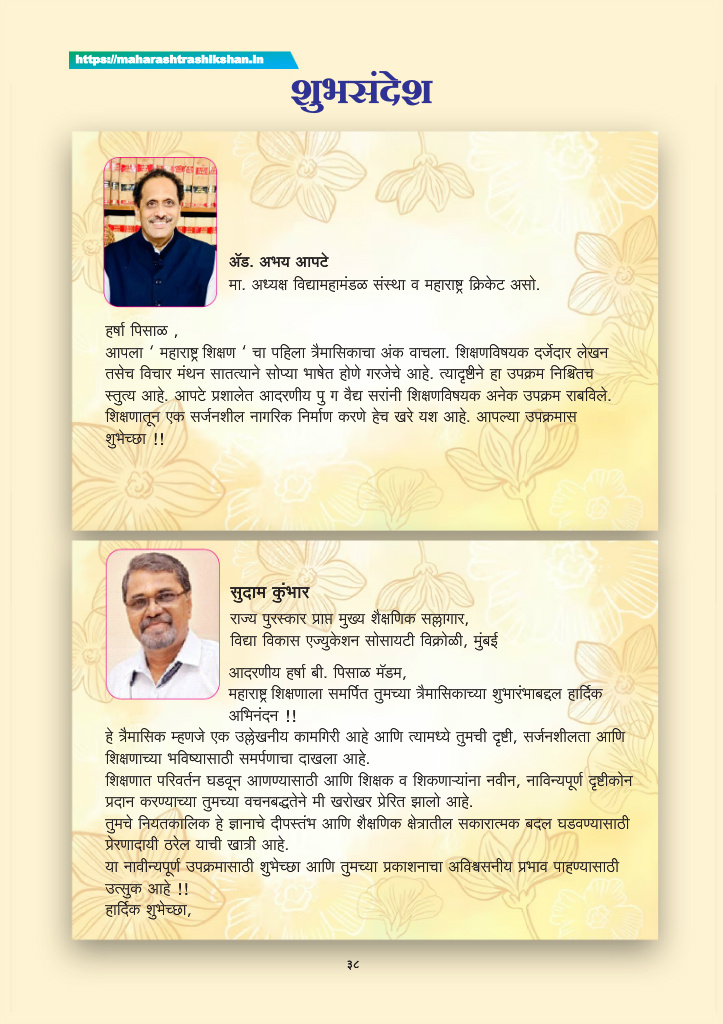 https://maharashtrashikshan.in
शुभसंदेश
ॲड. अभय आपटे
मा. अध्यक्ष विद्यामहामंडळ संस्था व महाराष्ट्र क्रिकेट असो.
हर्षा पिसाळ ,
आपला ‘ महाराष्ट्र शिक्षण ‘ चा पहिला त्रैमासिकाचा अंक वाचला. शिक्षणविषयक दर्जेदार लेखन
तसेच विचार मंथन सातत्याने सोप्या भाषेत होणे गरजेचे आहे. त्यादृष्टीने हा उपक्रम निश्चितच
स्तुत्य आहे. आपटे प्रशालेत आदरणीय पु ग वैद्य सरांनी शिक्षणविषयक अनेक उपक्रम राबविले.
शिक्षणातून एक सर्जनशील नागरिक निर्माण करणे हेच खरे यश आहे. आपल्या उपक्रमास
शुभेच्छा !!
सुदाम कुंभार
राज्य पुरस्कार प्राप्त मुख्य शैक्षणिक सल्लागार,
विद्या विकास एज्युकेशन सोसायटी विक्रोळी, मुंबई
आदरणीय हर्षा बी. पिसाळ मॅडम,
महाराष्ट्र शिक्षणाला समर्पित तुमच्या त्रैमासिकाच्या शुभारंभाबद्दल हार्दिक
अभिनंदन !!
हे त्रैमासिक म्हणजे एक उल्लेखनीय कामगिरी आहे आणि त्यामध्ये तुमची दृष्टी, सर्जनशीलता आणि
शिक्षणाच्या भविष्यासाठी समर्पणाचा दाखला आहे.
शिक्षणात परिवर्तन घडवून आणण्यासाठी आणि शिक्षक व शिकणाऱ्यांना नवीन, नाविन्यपूर्ण दृष्टीकोन
प्रदान करण्याच्या तुमच्या वचनबद्धतेने मी खरोखर प्रेरित झालो आहे.
तुमचे नियतकालिक हे ज्ञानाचे दीपस्तंभ आणि शैक्षणिक क्षेत्रातील सकारात्मक बदल घडवण्यासाठी
प्रेरणादायी ठरेल याची खात्री आहे.
या नावीन्यपूर्ण उपक्रमासाठी शुभेच्छा आणि तुमच्या प्रकाशनाचा अविश्वसनीय प्रभाव पाहण्यासाठी
उत्सुक आहे !!
हार्दिक शुभेच्छा,
३८